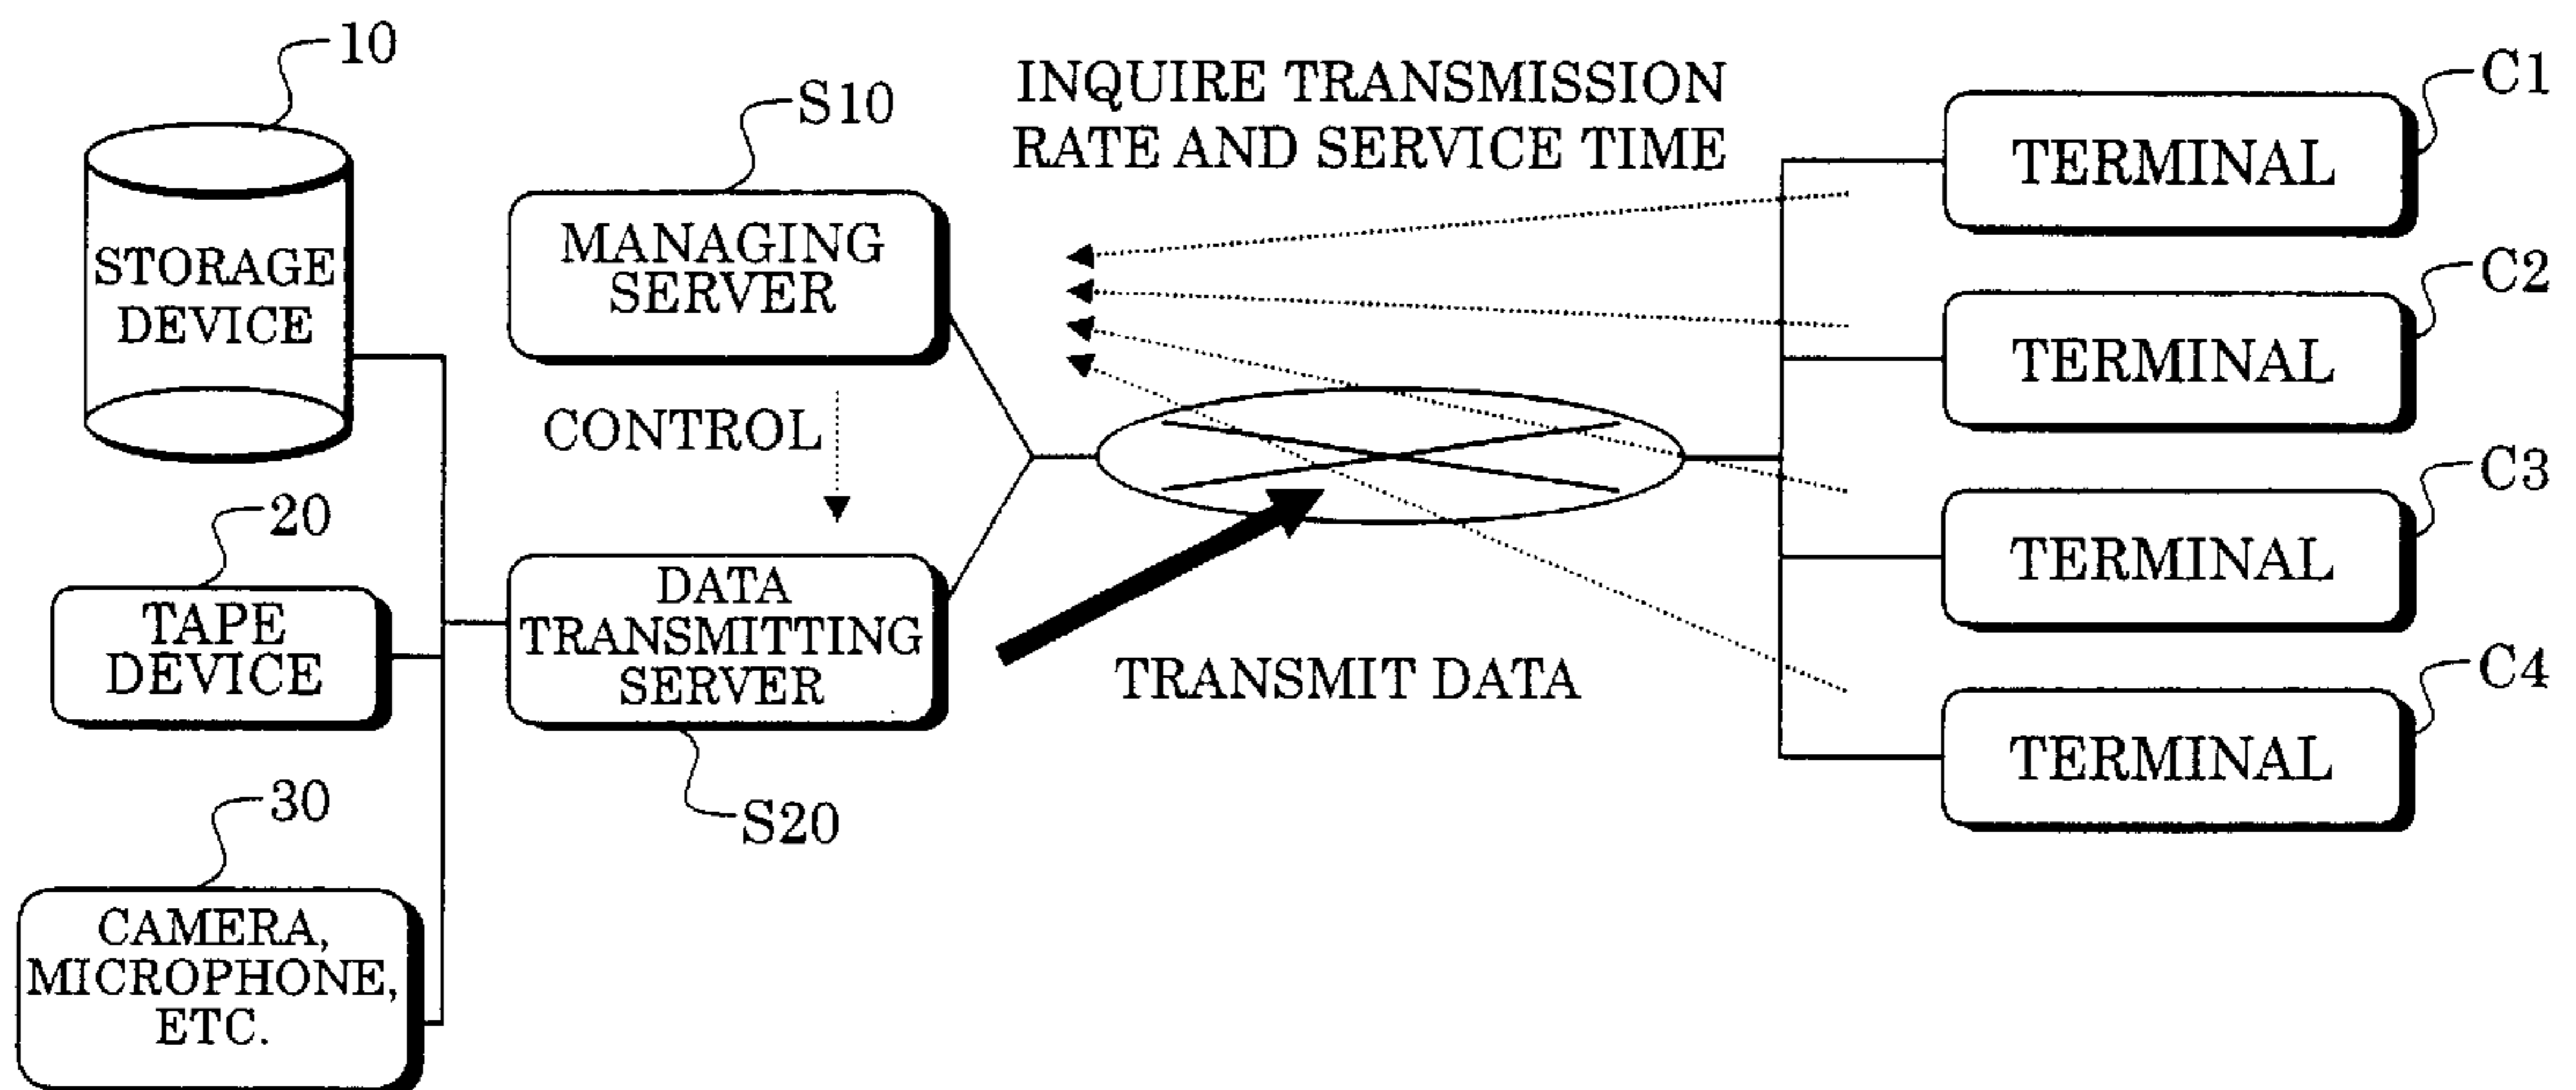 10
STORAGE
DEVICE
20
TAPE
DEVICE
30
CAMERA,
MICROPHONE,
ETC.
S10
MANAGING
SERVER
CONTROL
DATA
TRANSMITTING
SERVER
S20
INQUIRE TRANSMISSION
RATE AND SERVICE TIME
TRANSMIT DATA
C1
TERMINAL
C2
TERMINAL
C3
TERMINAL
C4
TERMINAL